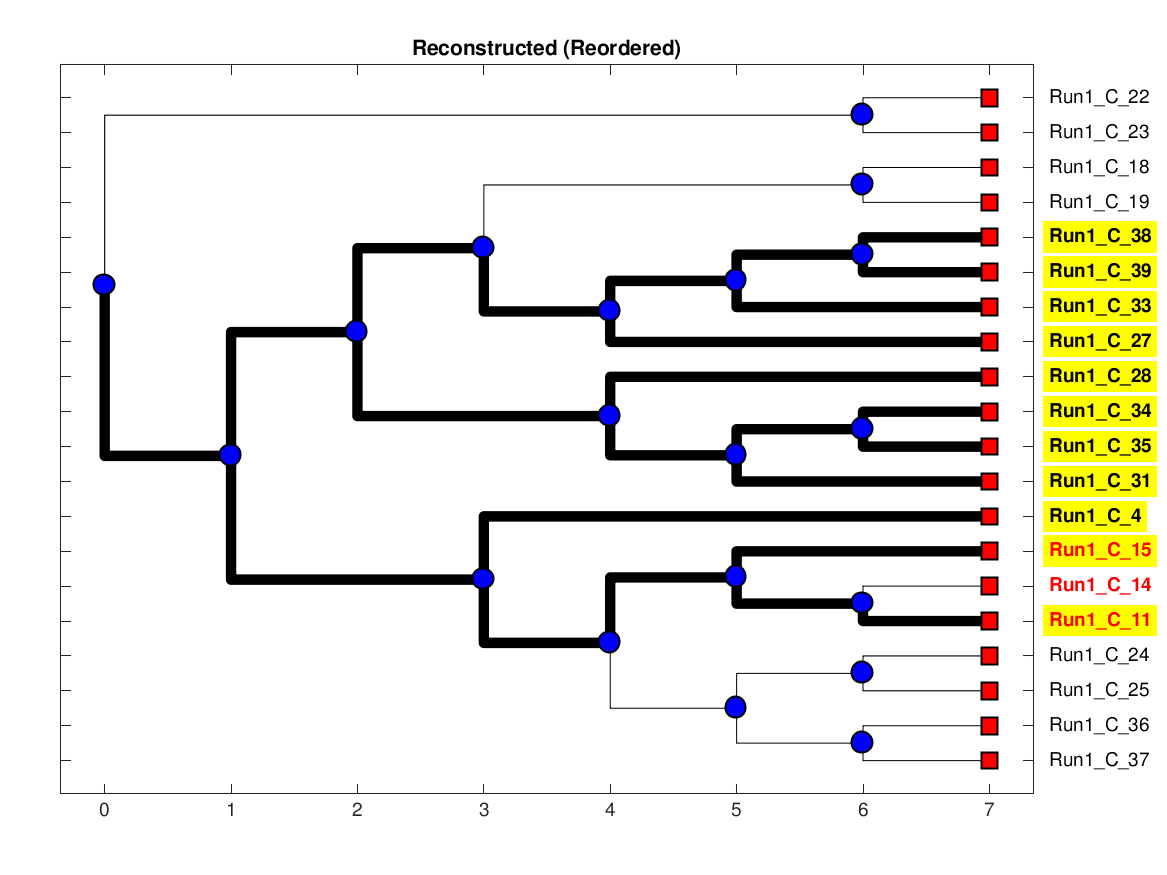 Reconstructed (Reordered)
Run1_C_22
Run1_C_23
Run1_C_18
Run1_C_19
Run1_C_38
Run1_C_39
Run1_C_33
Run1_C_27
Run1_C_28
Run1_C_34
Run1_C_35
Run1_C_31
Run1_C_4
Run1_C_15
Run1_C_14
Run1_C_11
Run1_C_24
Run1_C_25
Run1_C_36
Run1_C_37
0 1 2 3 4 5 6 7